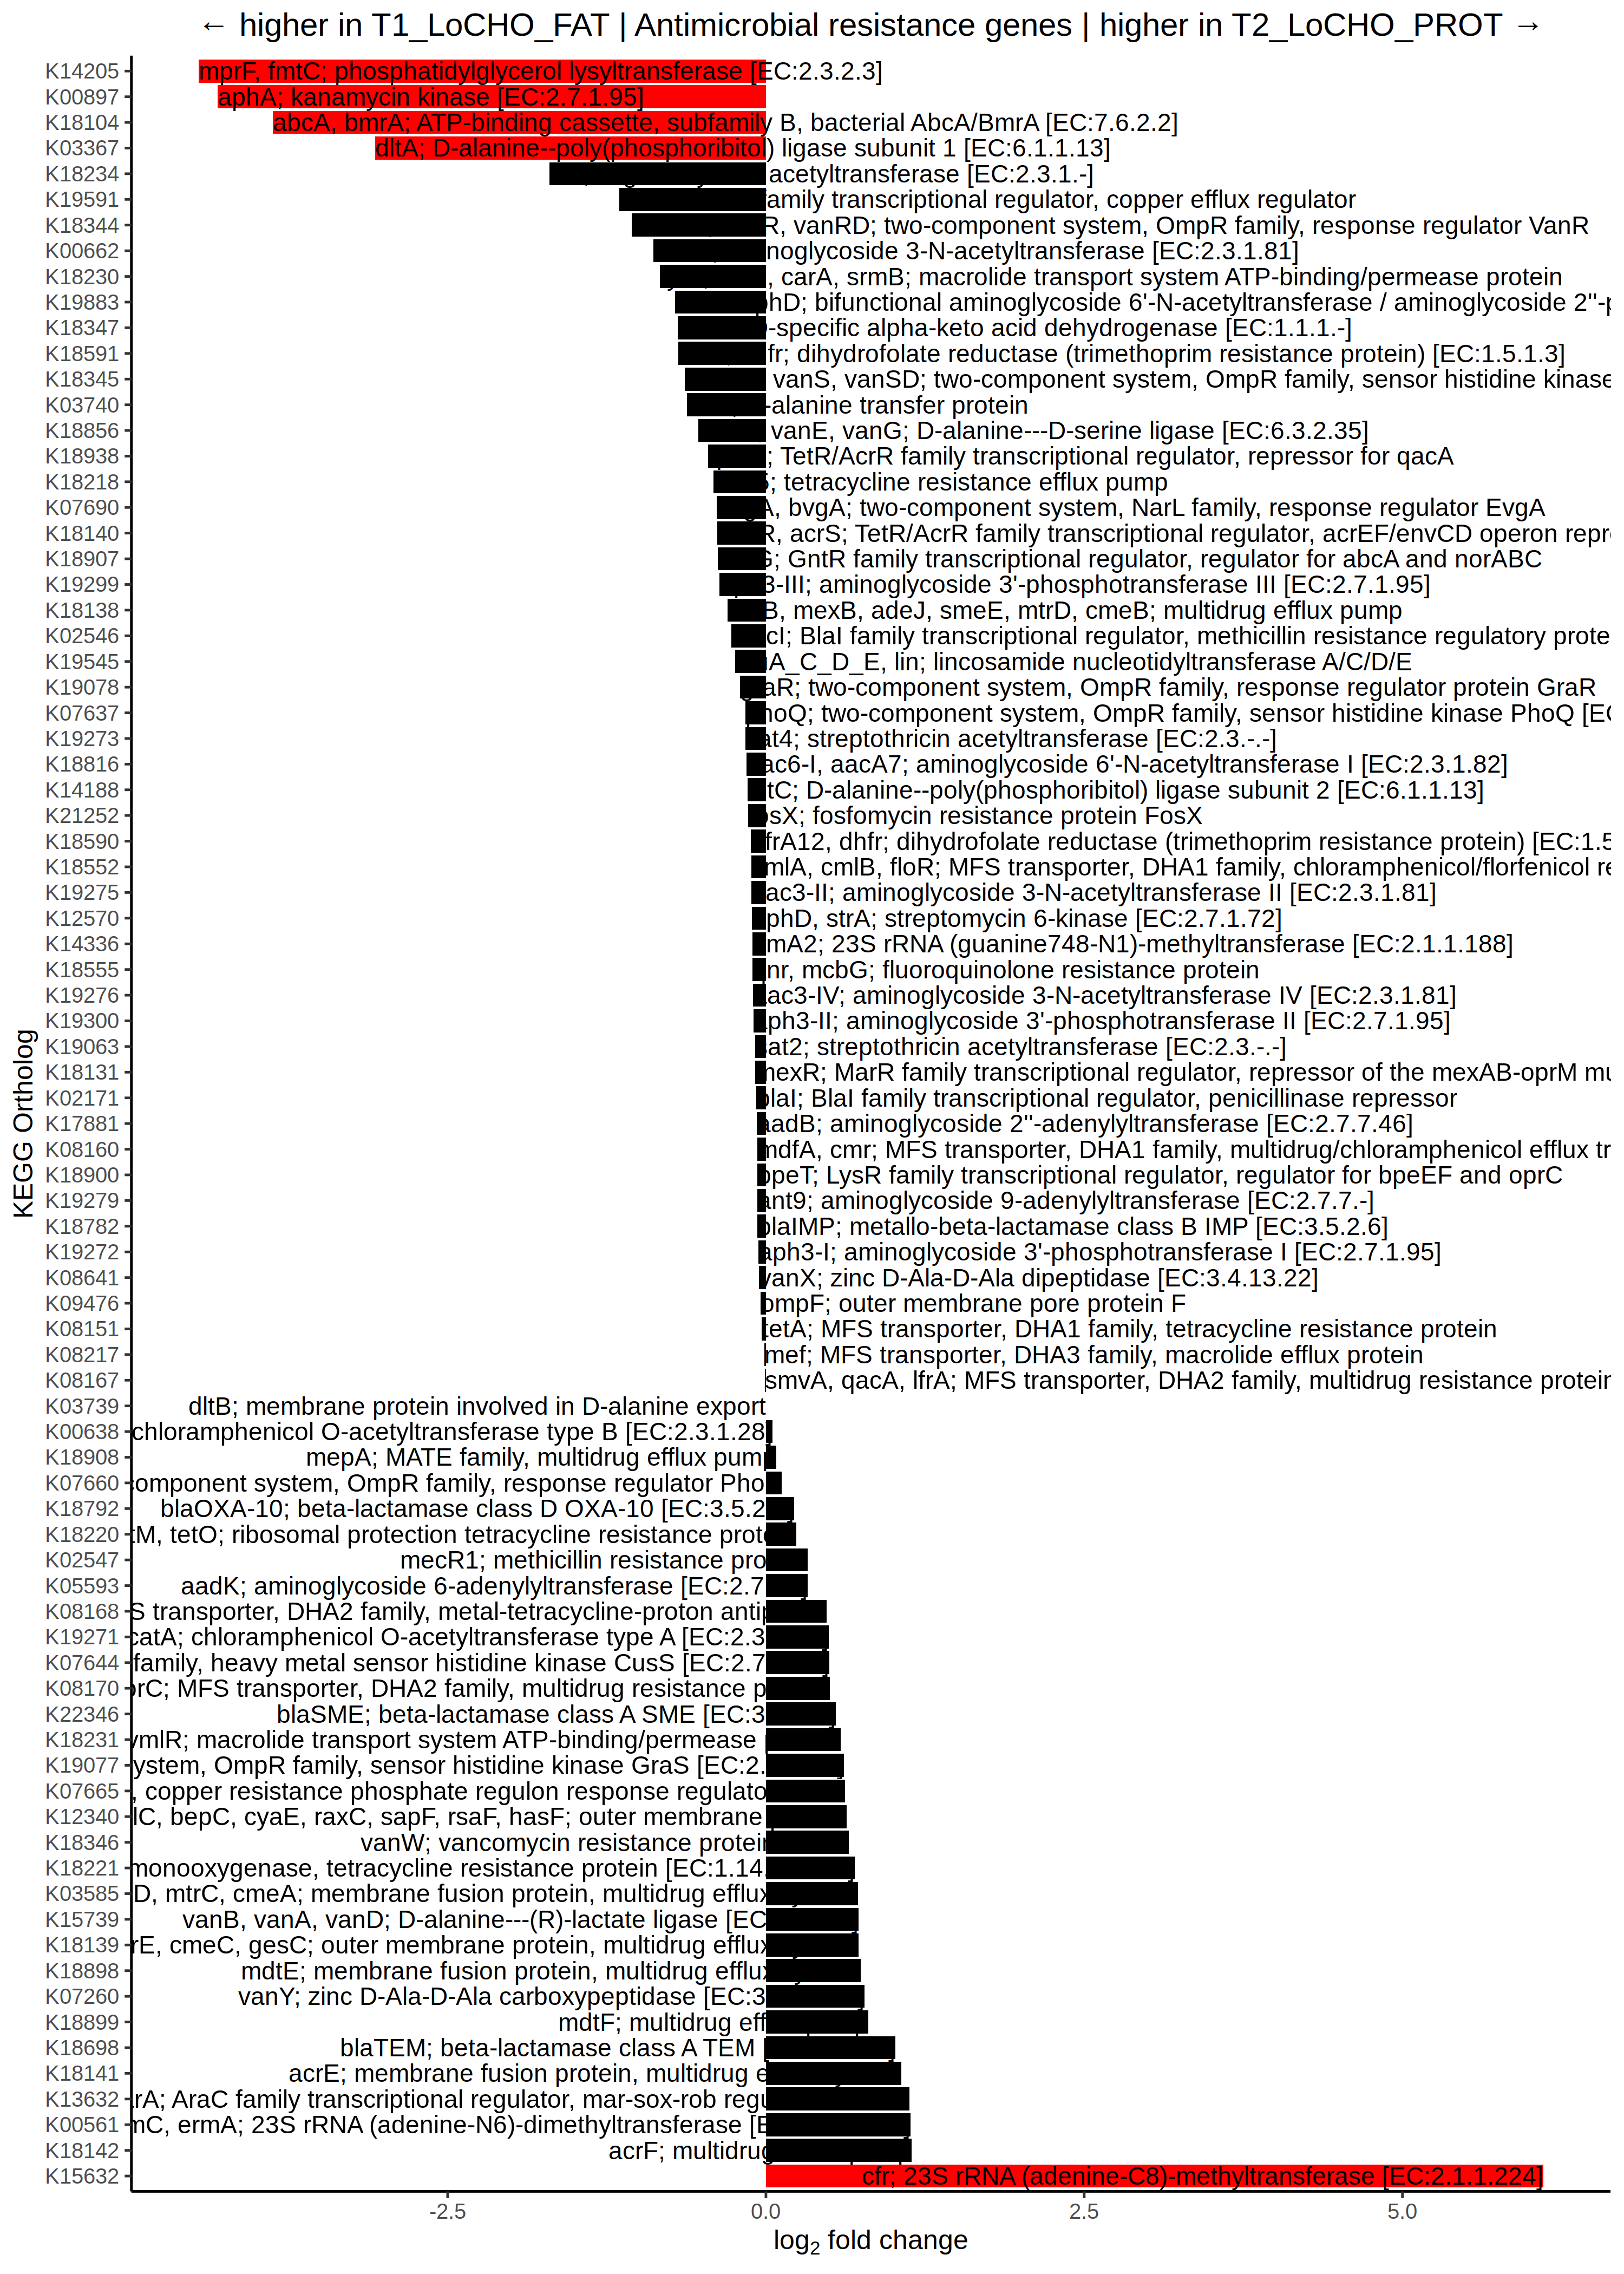 ← higher in T1_LoCHO_FAT | Antimicrobial resistance genes | higher in T2_LoCHO_PROT →
KEGG Ortholog
K14205 mprF, fmtC; phosphatidylglycerol lysyltransferase [EC:2.3.2.3]
K00897 aphA; kanamycin kinase [EC:2.7.1.95]
K18104 abcA, bmrA; ATP-binding cassette, subfamily B, bacterial AbcA/BmrA [EC:7.6.2.2]
K03367 dltA; D-alanine--poly(phosphoribitol) ligase subunit 1 [EC:6.1.1.13]
K18234 acetyltransferase [EC:2.3.1.-]
K19591 family transcriptional regulator, copper efflux regulator
K18344 R, vanRD; two-component system, OmpR family, response regulator VanR
K00662 3-N-acetyltransferase [EC:2.3.1.81]
K18230 , carA, srmB; macrolide transport system ATP-binding/permease protein
K19883 bifunctional aminoglycoside 6'-N-acetyltransferase / aminoglycoside 2''-p
K18347 D-specific alpha-keto acid dehydrogenase [EC:1.1.1.-]
K18591 fr; dihydrofolate reductase (trimethoprim resistance protein) [EC:1.5.1.3]
K18345 vanS, vanSD; two-component system, OmpR family, sensor histidine kinase
K03740 -alanine transfer protein
K18856 vanE, vanG; D-alanine---D-serine ligase [EC:6.3.2.35]
K18938 ; TetR/AcrR family transcriptional regulator, repressor for qacA
K18218 ; tetracycline resistance efflux pump
K07690 A, bvgA; two-component system, NarL family, response regulator EvgA
K18140 R, acrS; TetR/AcrR family transcriptional regulator, acrEF/envCD operon repre
K18907 G; GntR family transcriptional regulator, regulator for abcA and norABC
K19299 3-III; aminoglycoside 3'-phosphotransferase III [EC:2.7.1.95]
K18138 B, mexB, adeJ, smeE, mtrD, cmeB; multidrug efflux pump
K02546 cI; BlaI family transcriptional regulator, methicillin resistance regulatory prote
K19545 A_C_D_E, lin; lincosamide nucleotidyltransferase A/C/D/E
K19078 aR; two-component system, OmpR family, response regulator protein GraR
K07637 hoQ; two-component system, OmpR family, sensor histidine kinase PhoQ [EC
K19273 at4; streptothricin acetyltransferase [EC:2.3.-.-]
K18816 ac6-I, aacA7; aminoglycoside 6'-N-acetyltransferase I [EC:2.3.1.82]
K14188 ltC; D-alanine--poly(phosphoribitol) ligase subunit 2 [EC:6.1.1.13]
K21252 osX; fosfomycin resistance protein FosX
K18590 frA12, dhfr; dihydrofolate reductase (trimethoprim resistance protein) [EC:1.5
K18552 mlA, cmlB, floR; MFS transporter, DHA1 family, chloramphenicol/florfenicol re
K19275 ac3-II; aminoglycoside 3-N-acetyltransferase II [EC:2.3.1.81]
K12570 phD, strA; streptomycin 6-kinase [EC:2.7.1.72]
K14336 mA2; 23S rRNA (guanine748-N1)-methyltransferase [EC:2.1.1.188]
K18555 nr, mcbG; fluoroquinolone resistance protein
K19276 aac3-IV; aminoglycoside 3-N-acetyltransferase IV [EC:2.3.1.81]
K19300 aph3-II; aminoglycoside 3'-phosphotransferase II [EC:2.7.1.95]
K19063 sat2; streptothricin acetyltransferase [EC:2.3.-.-]
K18131 mexR; MarR family transcriptional regulator, repressor of the mexAB-oprM mu
K02171 blaI; BlaI family transcriptional regulator, penicillinase repressor
K17881 aadB; aminoglycoside 2''-adenylyltransferase [EC:2.7.7.46]
K08160 mdfA, cmr; MFS transporter, DHA1 family, multidrug/chloramphenicol efflux tr
K18900 bpeT; LysR family transcriptional regulator, regulator for bpeEF and oprC
K19279 ant9; aminoglycoside 9-adenylyltransferase [EC:2.7.7.-]
K18782 blaIMP; metallo-beta-lactamase class B IMP [EC:3.5.2.6]
K19272 aph3-I; aminoglycoside 3'-phosphotransferase I [EC:2.7.1.95]
K08641 vanX; zinc D-Ala-D-Ala dipeptidase [EC:3.4.13.22]
K09476 ompF; outer membrane pore protein F
K08151 tetA; MFS transporter, DHA1 family, tetracycline resistance protein
K08217 mef; MFS transporter, DHA3 family, macrolide efflux protein
K08167 smvA, qacA, lfrA; MFS transporter, DHA2 family, multidrug resistance protein
K03739 dltB; membrane protein involved in D-alanine export
K00638 chloramphenicol O-acetyltransferase type B [EC:2.3.1.28
K18908 mepA; MATE family, multidrug efflux pump
K07660 component system, OmpR family, response regulator Pho
K18792 blaOXA-10; beta-lactamase class D OXA-10 [EC:3.5.2
K18220 tM, tetO; ribosomal protection tetracycline resistance prote
K02547 mecR1; methicillin resistance pro
K05593 aadK; aminoglycoside 6-adenylyltransferase [EC:2.7
K08168 S transporter, DHA2 family, metal-tetracycline-proton antip
K19271 catA; chloramphenicol O-acetyltransferase type A [EC:2.3
K07644 family, heavy metal sensor histidine kinase CusS [EC:2.7
K08170 orC; MFS transporter, DHA2 family, multidrug resistance p
K22346 blaSME; beta-lactamase class A SME [EC:3
K18231 vmlR; macrolide transport system ATP-binding/permease
K19077 ystem, OmpR family, sensor histidine kinase GraS [EC:2.
K07665 , copper resistance phosphate regulon response regulato
K12340 lC, bepC, cyaE, raxC, sapF, rsaF, hasF; outer membrane
K18346 vanW; vancomycin resistance protein
K18221 monooxygenase, tetracycline resistance protein [EC:1.14.
K03585 D, mtrC, cmeA; membrane fusion protein, multidrug efflux
K15739 vanB, vanA, vanD; D-alanine---(R)-lactate ligase [EC
K18139 rE, cmeC, gesC; outer membrane protein, multidrug efflux
K18898 mdtE; membrane fusion protein, multidrug efflux
K07260 vanY; zinc D-Ala-D-Ala carboxypeptidase [EC:3
K18899 mdtF; multidrug eff
K18698 blaTEM; beta-lactamase class A TEM [
K18141 acrE; membrane fusion protein, multidrug e
K13632 rA; AraC family transcriptional regulator, mar-sox-rob regu
K00561 mC, ermA; 23S rRNA (adenine-N6)-dimethyltransferase [E
K18142 acrF; multidrug
K15632 cfr; 23S rRNA (adenine-C8)-methyltransferase [EC:2.1.1.224]
-2.5 0.0 2.5 5.0
log2 fold change